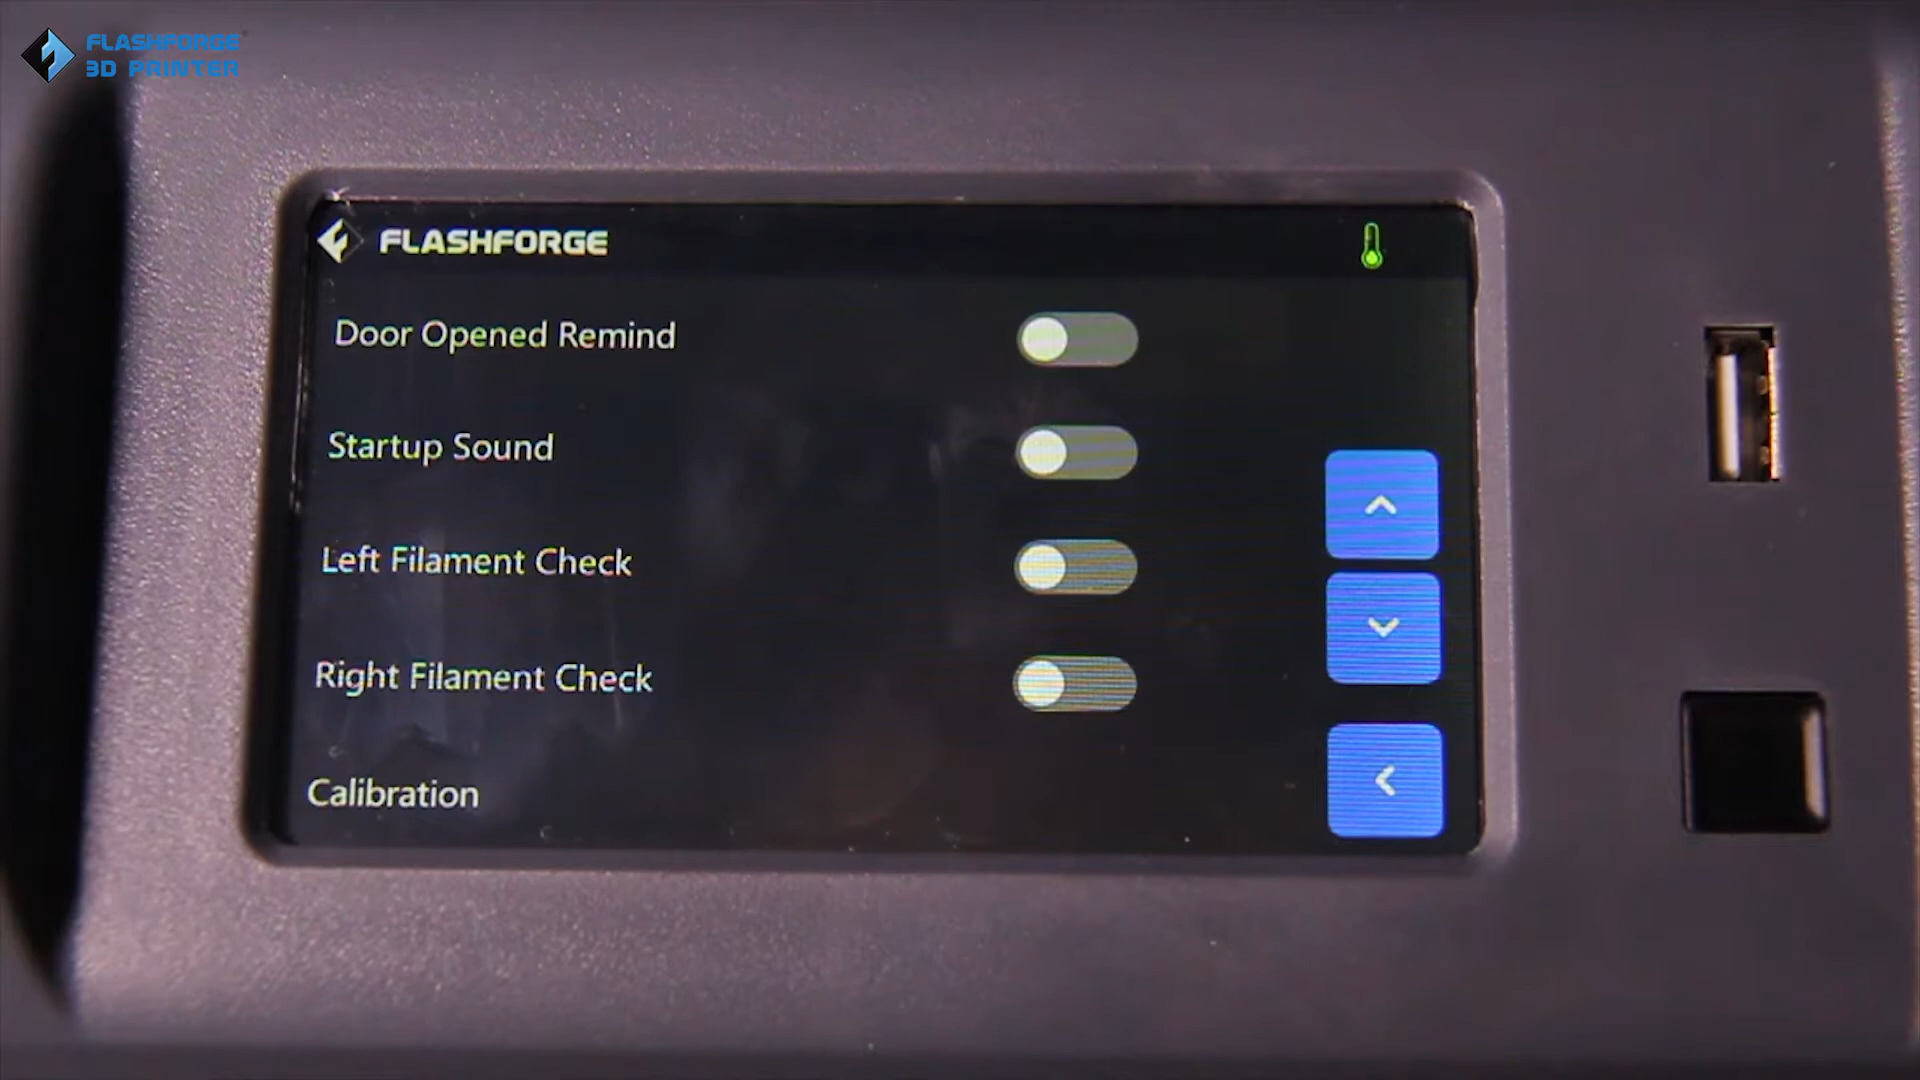 FLASHFORGE
3D PRINTER
FLASHFORGE
Door Opened Remind
Startup Sound
Left Filament Check
Right Filament Check
Calibration